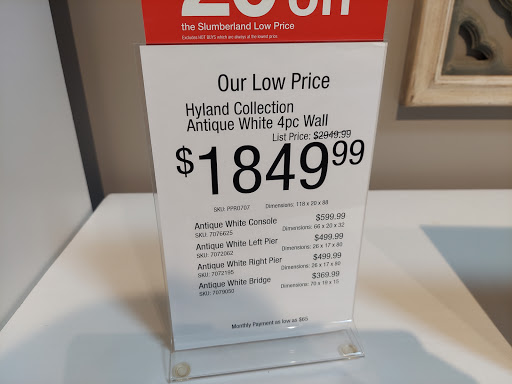 the Slumberland Low Price
Our Low Price
Hyland Collection
Antique White 4pc Wall
List Price: $2949.99
$1849.99
SKU: PPR0707 Dimensions: 118 x 20 x 88
Antique White Console $599.99
SKU: 7076625 Dimensions: 66 x 20 x 32
Antique White Left Pier $499.99
SKU: 7072062 Dimensions: 26 x 17 x 80
Antique White Right Pier $499.99
SKU: 7072185 Dimensions: 26 x 17 x 80
Antique White Bridge $369.99
SKU: 7079050 Dimensions: 70 x 19 x 15
Monthly Payment as low as